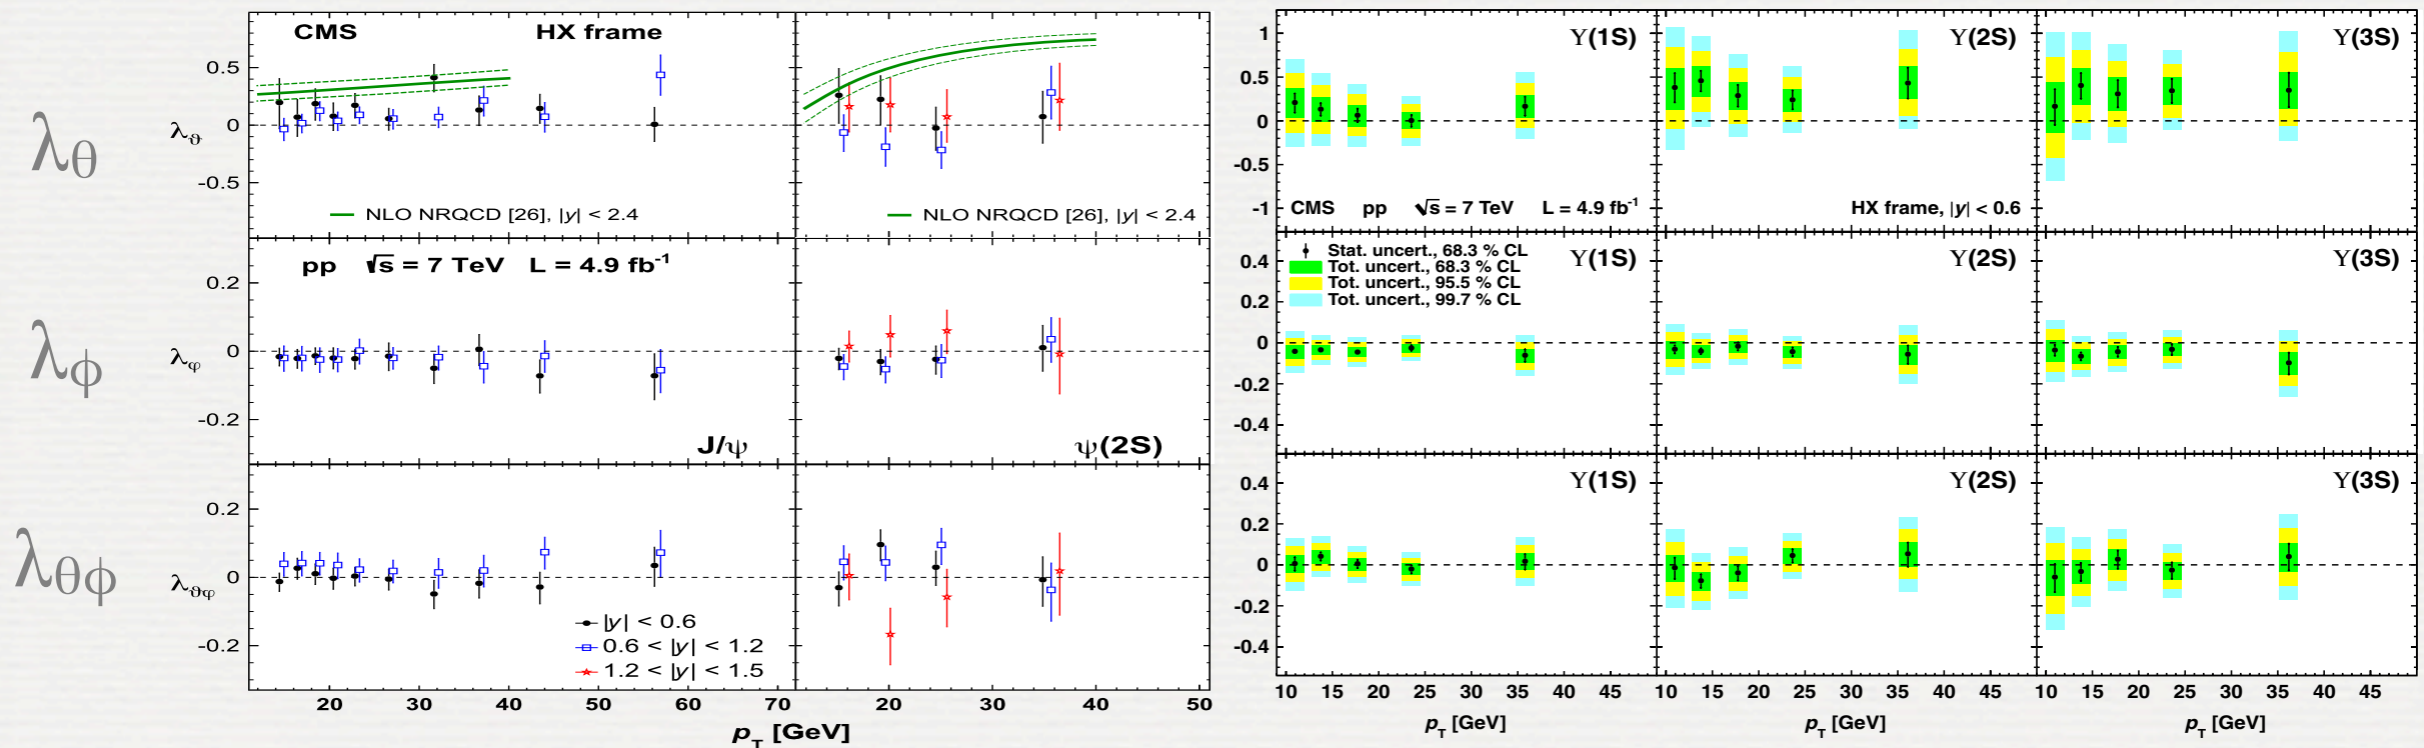 CMS HX frame
λθ
λϑ
0.5
0
-0.5
NLO NRQCD [26], |y| < 2.4
NLO NRQCD [26], |y| < 2.4
pp √s = 7 TeV L = 4.9 fb-1
λϕ
λφ
0.2
0
-0.2
J/ψ
ψ(2S)
λθϕ
λϑφ
0.2
0
-0.2
|y| < 0.6
0.6 < |y| < 1.2
1.2 < |y| < 1.5
20 30 40 50 60 70
20 30 40 50
pT [GeV]
1
0.5
0
-0.5
-1
ϒ(1S)
ϒ(2S)
ϒ(3S)
CMS pp √s = 7 TeV L = 4.9 fb-1
HX frame, |y| < 0.6
0.4
0.2
0
-0.2
-0.4
Stat. uncert., 68.3 % CL
Tot. uncert., 68.3 % CL
Tot. uncert., 95.5 % CL
Tot. uncert., 99.7 % CL
ϒ(1S)
ϒ(2S)
ϒ(3S)
0.4
0.2
0
-0.2
-0.4
ϒ(1S)
ϒ(2S)
ϒ(3S)
10 15 20 25 30 35 40 45
10 15 20 25 30 35 40 45
10 15 20 25 30 35 40 45
pT [GeV]
pT [GeV]
pT [GeV]